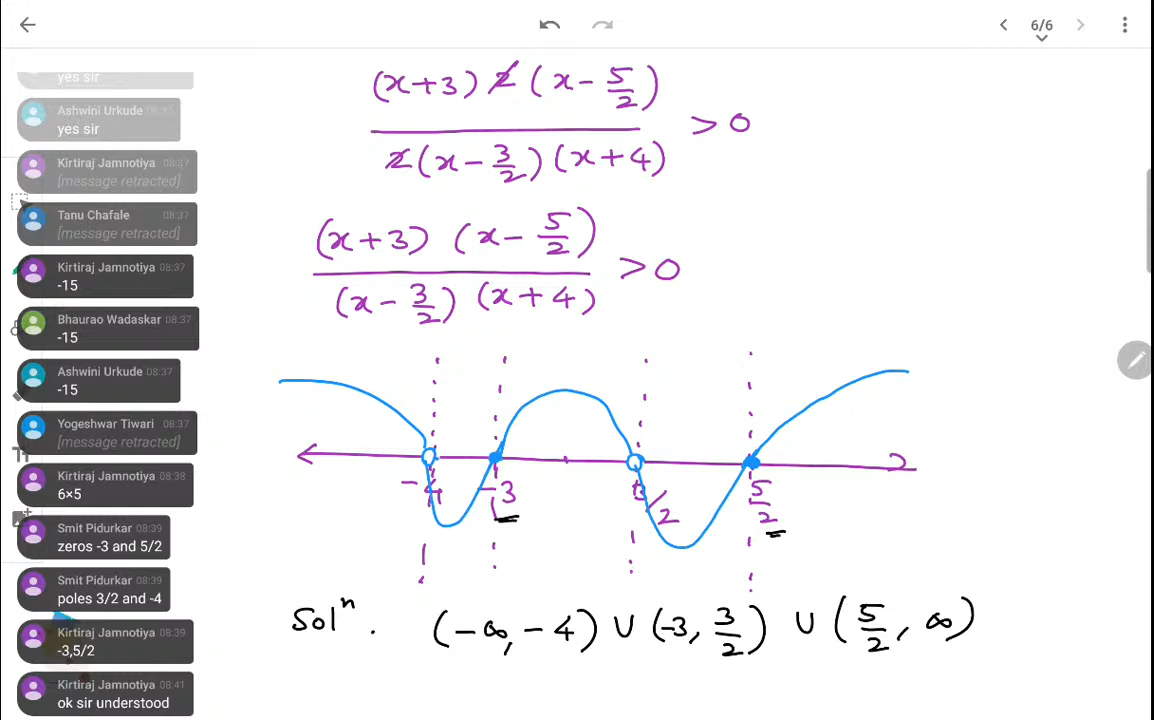 6/6
yes sir
Ashwini Urkude 08:37
yes sir
Kirtiraj Jamnotiya 08:37
[message retracted]
Tanu Chafale 08:37
[message retracted]
Kirtiraj Jamnotiya 08:37
-15
Bhaurao Wadaskar 08:37
-15
Ashwini Urkude 08:37
-15
Yogeshwar Tiwari 08:37
[message retracted]
Kirtiraj Jamnotiya 08:38
6×5
Smit Pidurkar 08:39
zeros -3 and 5/2
Smit Pidurkar 08:39
poles 3/2 and -4
Kirtiraj Jamnotiya 08:39
-3,5/2
Kirtiraj Jamnotiya 08:41
ok sir understood
(x+3) 2 (x - 5/2)
2 (x - 3/2) (x+4) > 0
(x+3) (x - 5/2)
(x - 3/2) (x+4) > 0
-4 -3 3/2 5/2
Solⁿ. (-∞, -4) ∪ (-3, 3/2) ∪ (5/2, ∞)